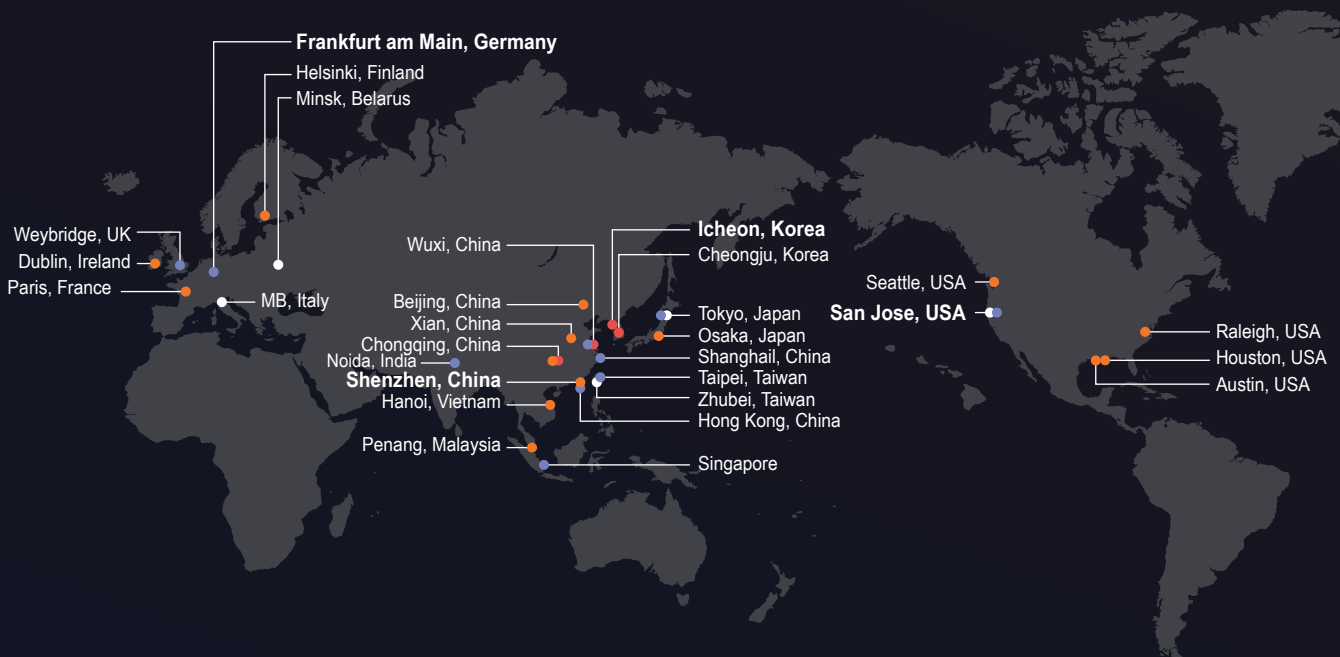 Frankfurt am Main, Germany
Helsinki, Finland
Minsk, Belarus
Weybridge, UK
Dublin, Ireland
Paris, France
MB, Italy
Wuxi, China
Beijing, China
Xian, China
Chongqing, China
Noida, India
Shenzhen, China
Hanoi, Vietnam
Penang, Malaysia
Icheon, Korea
Cheongju, Korea
Tokyo, Japan
Osaka, Japan
Shanghail, China
Taipei, Taiwan
Zhubei, Taiwan
Hong Kong, China
Singapore
Seattle, USA
San Jose, USA
Raleigh, USA
Houston, USA
Austin, USA